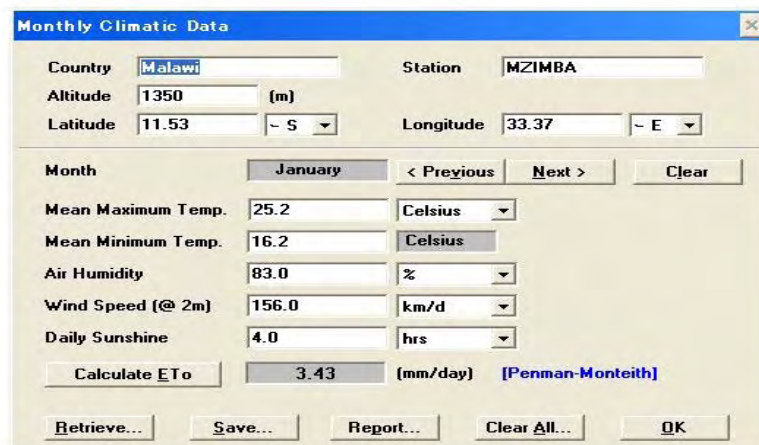 Monthly Climatic Data
Country Malawi Station MZIMBA
Altitude 1350 (m)
Latitude 11.53 ~ S Longitude 33.37 ~ E
Month January < Previous Next > Clear
Mean Maximum Temp. 25.2 Celsius
Mean Minimum Temp. 16.2 Celsius
Air Humidity 83.0 %
Wind Speed (@ 2m) 156.0 km/d
Daily Sunshine 4.0 hrs
Calculate ETo 3.43 (mm/day) [Penman-Monteith]
Retrieve... Save... Report... Clear All... OK